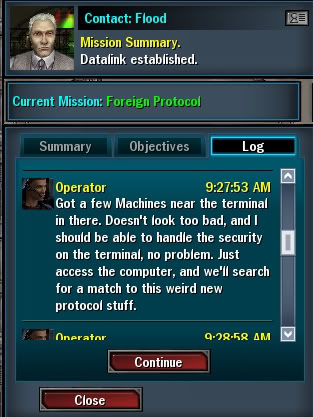 Contact: Flood
Mission Summary.
Datalink established.
Current Mission: Foreign Protocol
Summary
Objectives
Log
Operator 9:27:53 AM
Got a few Machines near the terminal
in there. Doesn't look too bad, and I
should be able to handle the security
on the terminal, no problem. Just
access the computer, and we'll search
for a match to this weird new
protocol stuff.
Operator 9:28:58 AM
Continue
Close